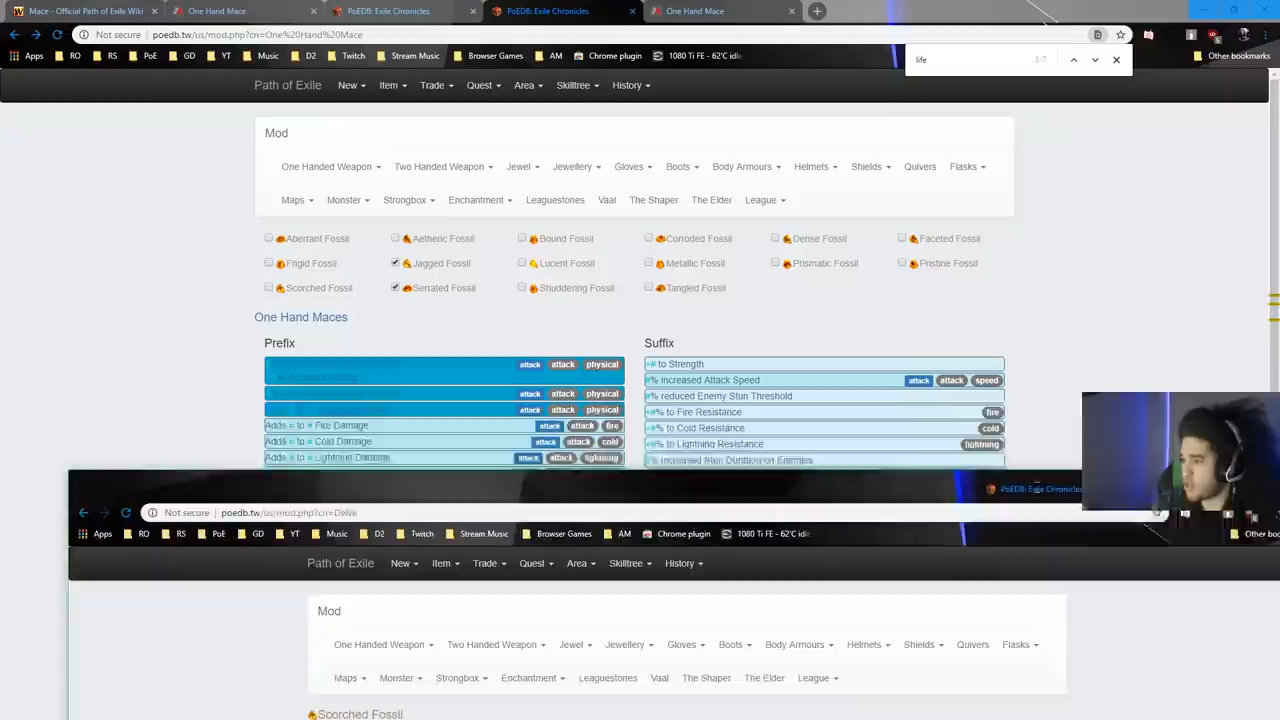 Mace - Official Path of Exile Wiki
One Hand Mace
PoEDB: Exile Chronicles
PoEDB: Exile Chronicles
One Hand Mace
Not secure | poedb.tw/us/mod.php?cn=One%20Hand%20Mace
Apps RO RS PoE GD YT Music D2 Twitch Stream Music Browser Games AM Chrome plugin 1080 Ti FE - 62°C idle Other bookmarks
life 3/7
Path of Exile New Item Trade Quest Area Skilltree History
Mod
One Handed Weapon Two Handed Weapon Jewel Jewellery Gloves Boots Body Armours Helmets Shields Quivers Flasks
Maps Monster Strongbox Enchantment Leaguestones Vaal The Shaper The Elder League
Aberrant Fossil Aetheric Fossil Bound Fossil Corroded Fossil Dense Fossil Faceted Fossil
Frigid Fossil Jagged Fossil Lucent Fossil Metallic Fossil Prismatic Fossil Pristine Fossil
Scorched Fossil Serrated Fossil Shuddering Fossil Tangled Fossil
One Hand Maces
Prefix Suffix
attack attack physical
to Accuracy Rating
attack attack physical
attack attack physical
Adds # to # Fire Damage attack attack fire
Adds # to # Cold Damage attack attack cold
Adds # to # Lightning Damage attack attack lightning
+# to Strength
#% increased Attack Speed attack attack speed
#% reduced Enemy Stun Threshold
+#% to Fire Resistance fire
+#% to Cold Resistance cold
+#% to Lightning Resistance lightning
#% increased Stun Duration on Enemies
PoEDB: Exile Chronicles
Not secure | poedb.tw/us/mod.php?cn=Delve
Apps RO RS PoE GD YT Music D2 Twitch Stream Music Browser Games AM Chrome plugin 1080 Ti FE - 62°C idle Other boo
Path of Exile New Item Trade Quest Area Skilltree History
Mod
One Handed Weapon Two Handed Weapon Jewel Jewellery Gloves Boots Body Armours Helmets Shields Quivers Flasks
Maps Monster Strongbox Enchantment Leaguestones Vaal The Shaper The Elder League
Scorched Fossil